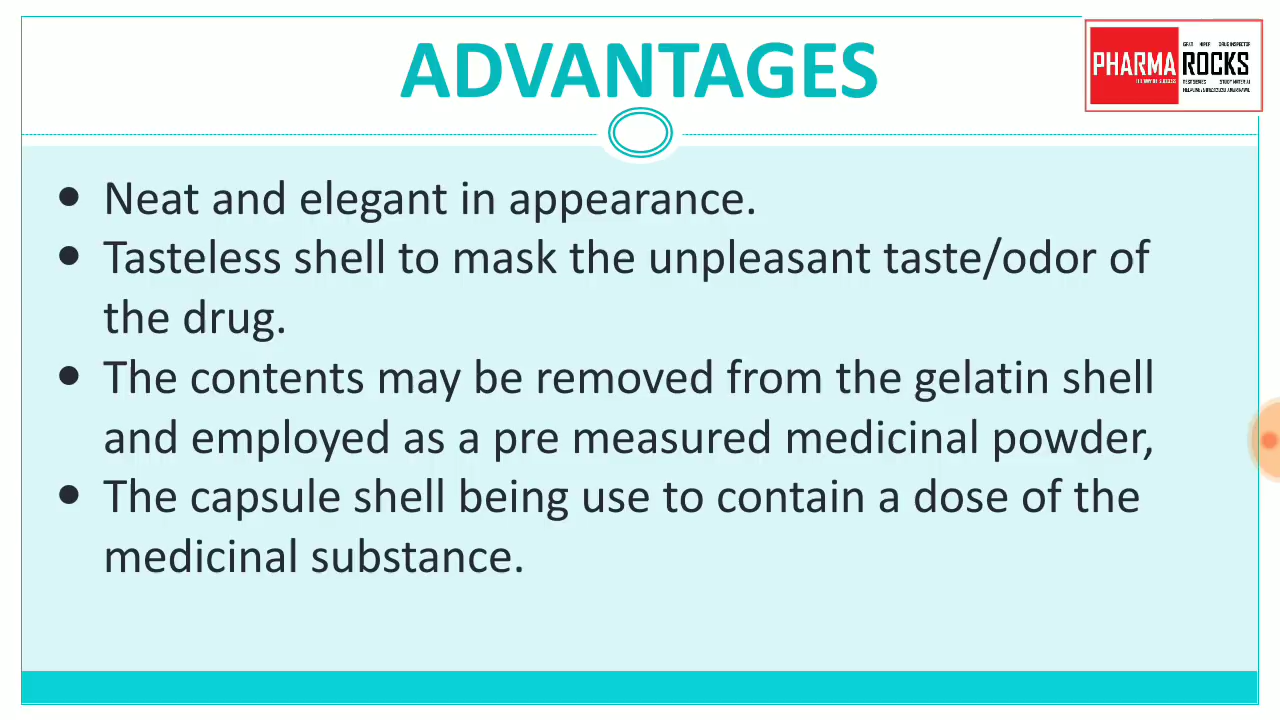 ADVANTAGES
PHARMA ROCKS
• Neat and elegant in appearance.
• Tasteless shell to mask the unpleasant taste/odor of
the drug.
• The contents may be removed from the gelatin shell
and employed as a pre measured medicinal powder,
• The capsule shell being use to contain a dose of the
medicinal substance.